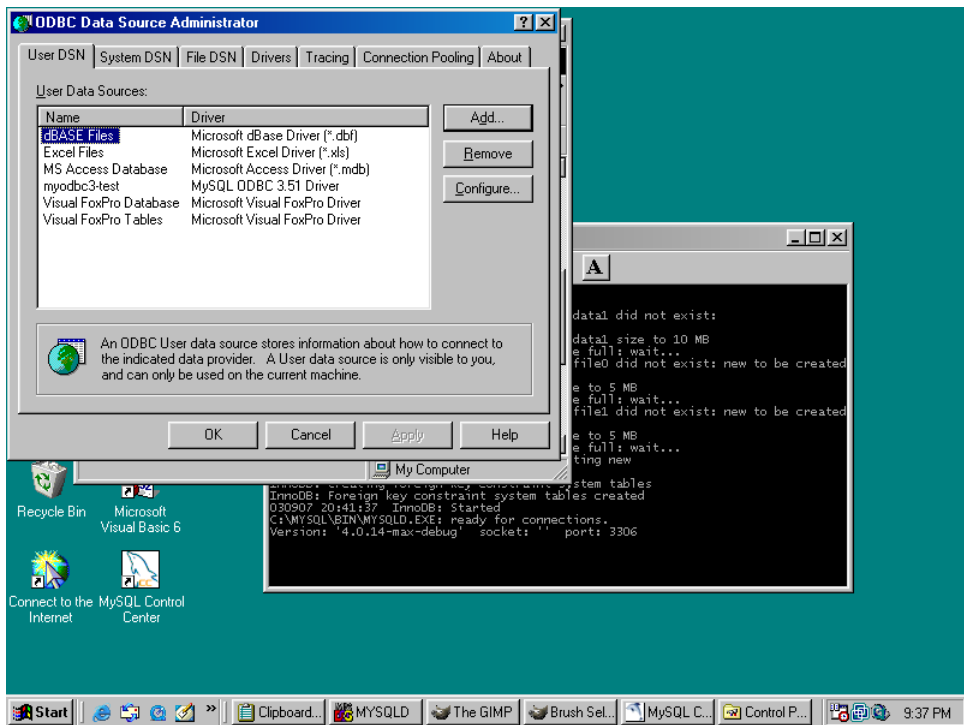 ODBC Data Source Administrator
User DSN System DSN File DSN Drivers Tracing Connection Pooling About
User Data Sources:
Name Driver
dBASE Files Microsoft dBase Driver (*.dbf)
Excel Files Microsoft Excel Driver (*.xls)
MS Access Database Microsoft Access Driver (*.mdb)
myodbc3-test MySQL ODBC 3.51 Driver
Visual FoxPro Database Microsoft Visual FoxPro Driver
Visual FoxPro Tables Microsoft Visual FoxPro Driver
Add...
Remove
Configure...
An ODBC User data source stores information about how to connect to
the indicated data provider. A User data source is only visible to you,
and can only be used on the current machine.
OK Cancel Apply Help
My Computer
A
data1 did not exist:
data1 size to 10 MB
e full: wait...
file0 did not exist: new to be created
e to 5 MB
e full: wait...
file1 did not exist: new to be created
e to 5 MB
e full: wait...
ting new
InnoDB: Creating foreign key constraint system tables
InnoDB: Foreign key constraint system tables created
030907 20:41:37 InnoDB: Started
C:\MYSQL\BIN\MYSQLD.EXE: ready for connections.
Version: '4.0.14-max-debug' socket: '' port: 3306
Recycle Bin
Microsoft
Visual Basic 6
Connect to the
Internet
MySQL Control
Center
Start
Clipboard...
MYSQLD
The GIMP
Brush Sel...
MySQL C...
Control P...
9:37 PM